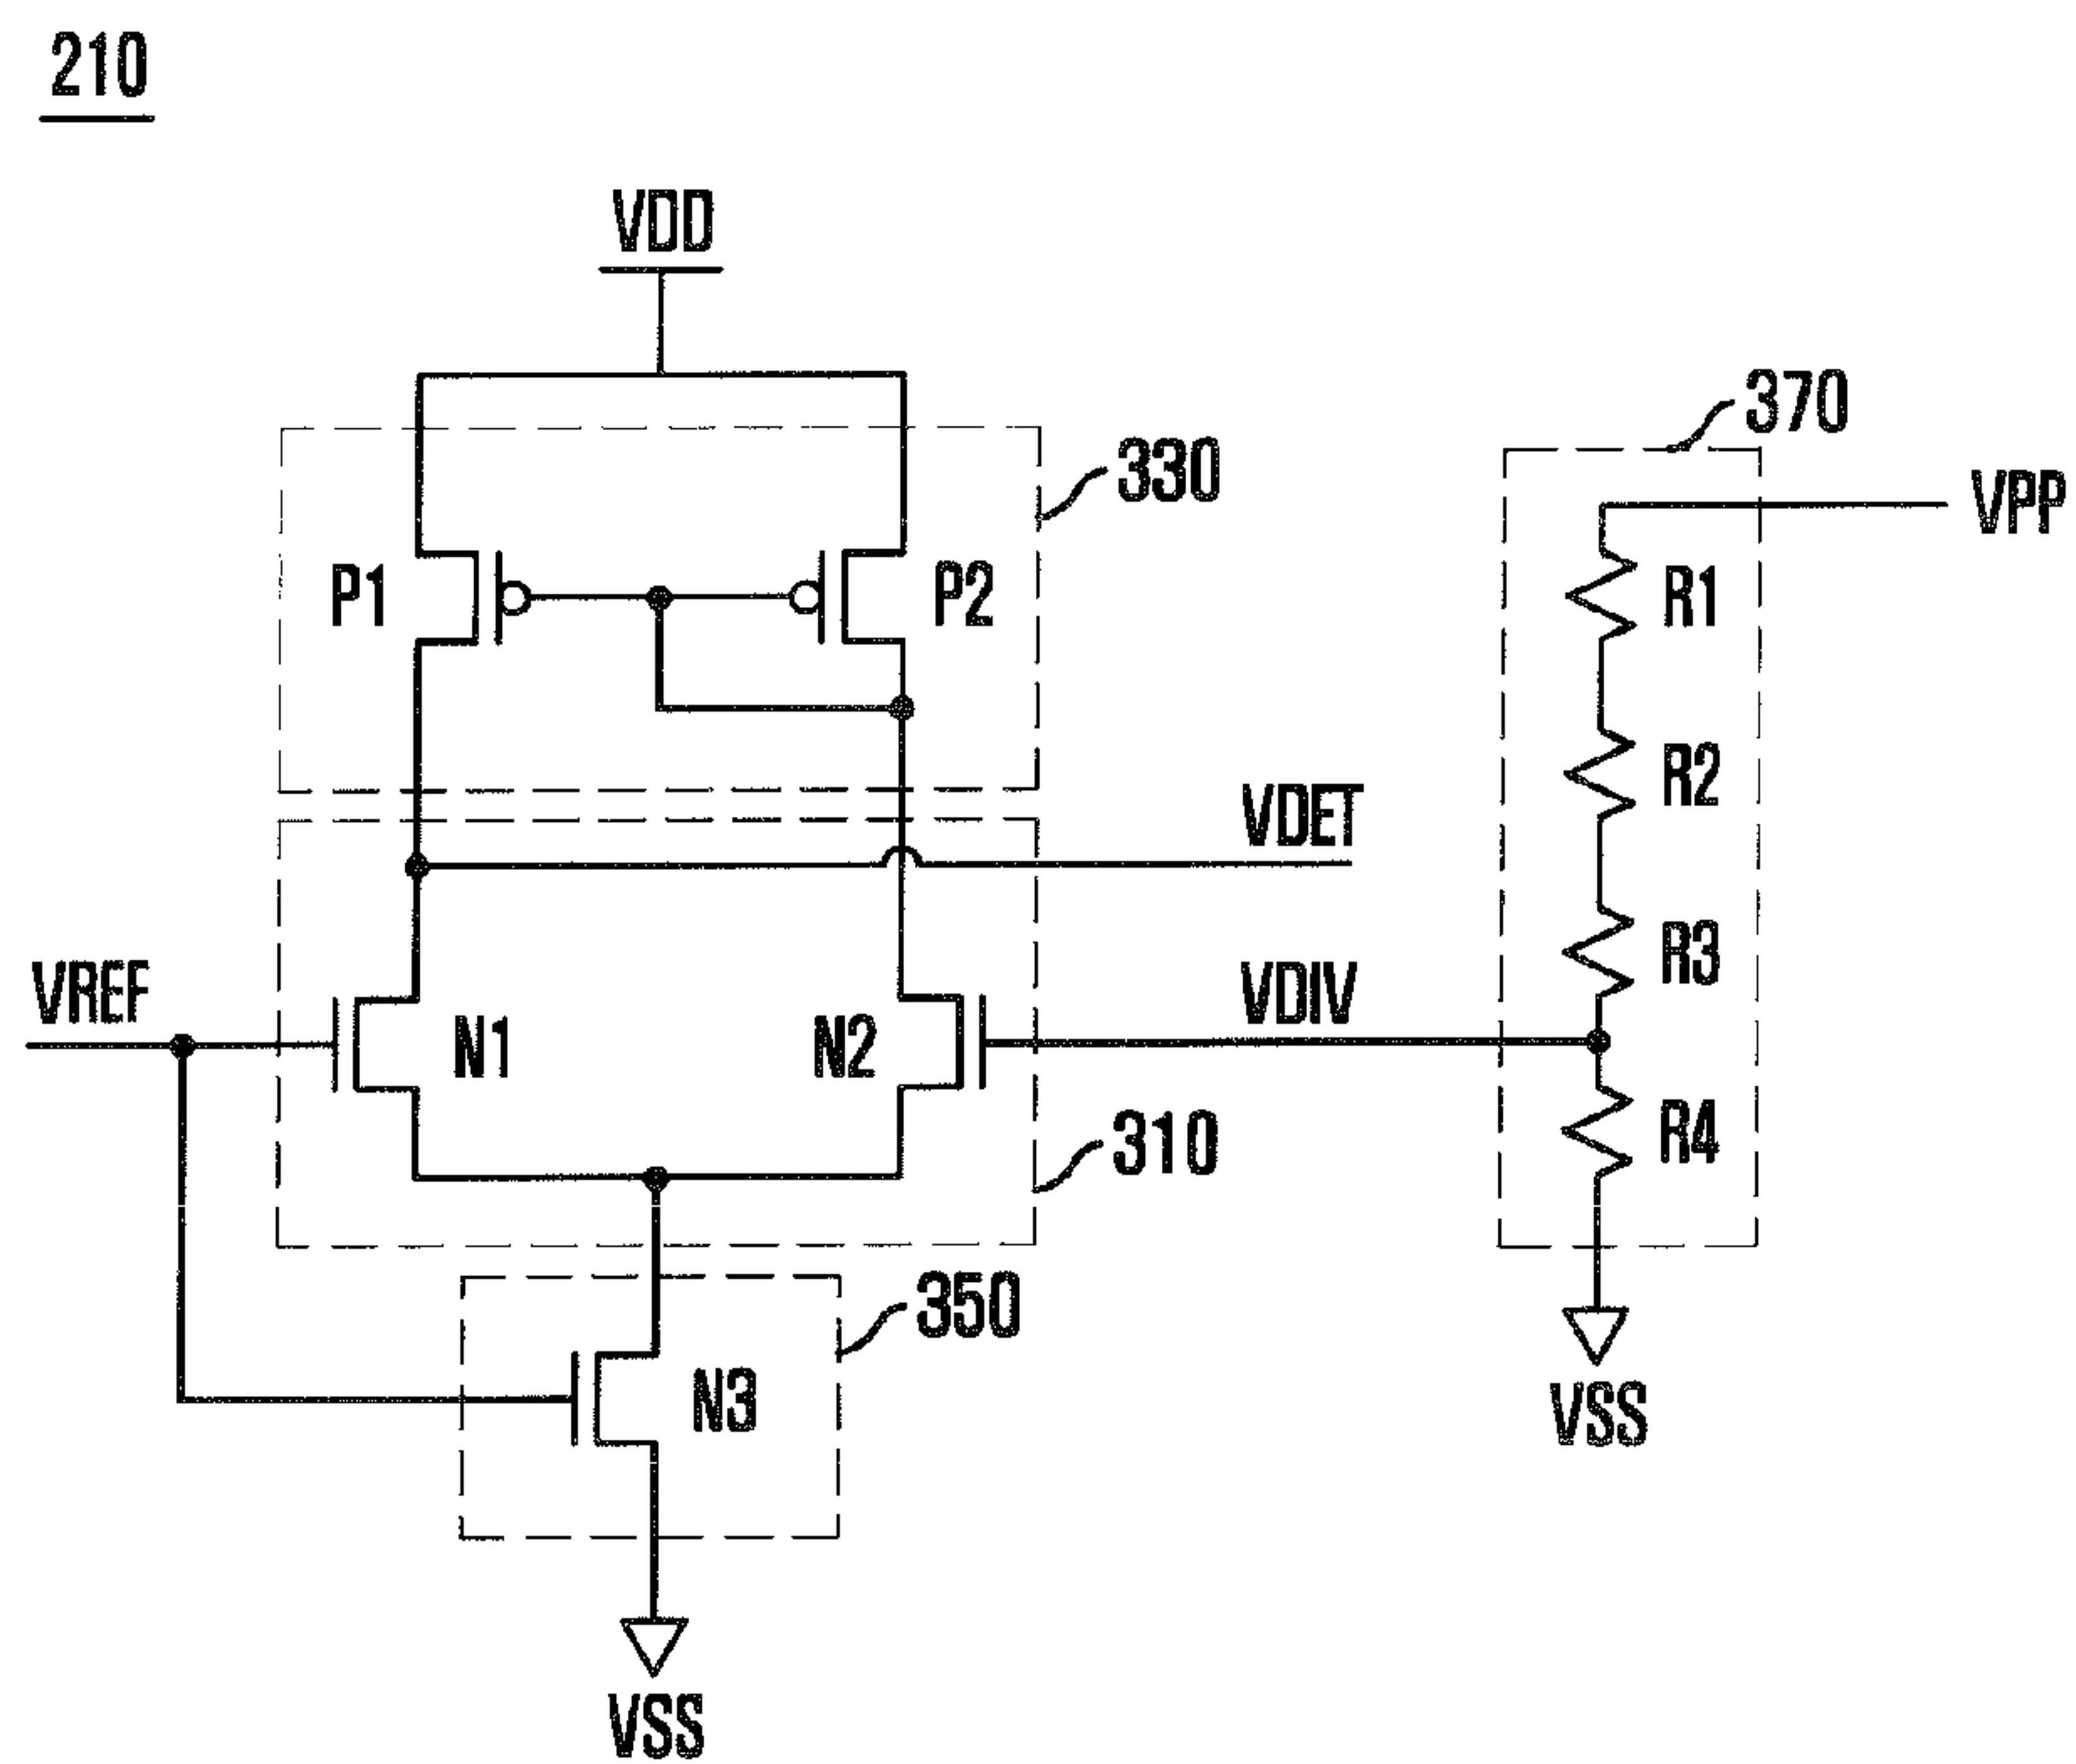 210
VDD
370
330
VPP
P1
P2
R1
R2
VDET
R3
VREF
VDIV
N1
N2
R4
310
350
N3
VSS
VSS